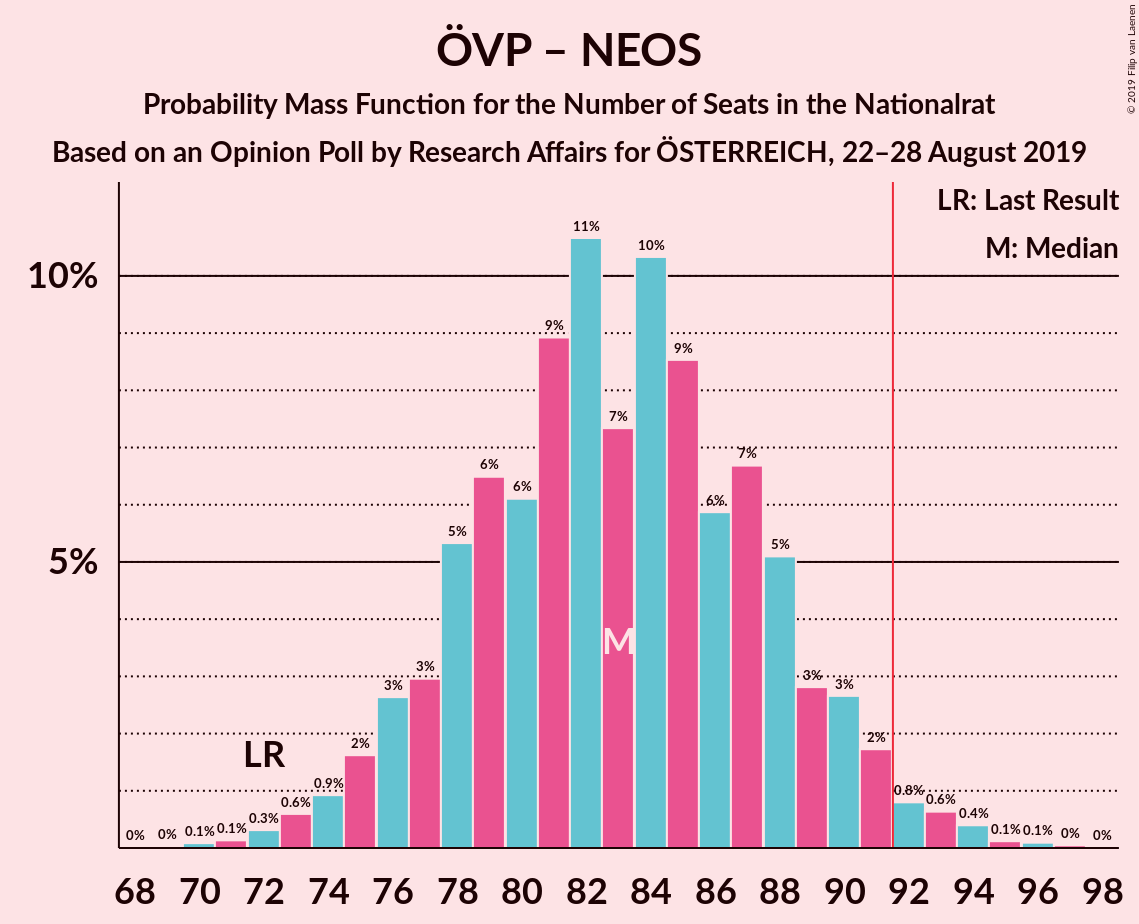 ÖVP – NEOS
Probability Mass Function for the Number of Seats in the Nationalrat
Based on an Opinion Poll by Research Affairs for ÖSTERREICH, 22–28 August 2019
© 2019 Filip van Laenen
LR: Last Result
M: Median
10%
5%
0% 0% 0.1% 0.1% 0.3% 0.6% 0.9% 2% 3% 3% 5% 6% 6% 9% 11% 7% 10% 9% 6% 7% 5% 3% 3% 2% 0.8% 0.6% 0.4% 0.1% 0.1% 0% 0%
LR
M
68 70 72 74 76 78 80 82 84 86 88 90 92 94 96 98